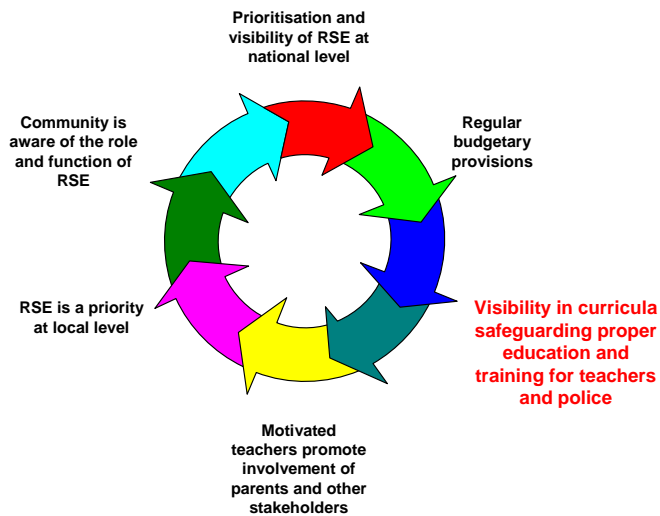 Prioritisation and
visibility of RSE at
national level
Regular
budgetary
provisions
Visibility in curricula
safeguarding proper
education and
training for teachers
and police
Motivated
teachers promote
involvement of
parents and other
stakeholders
RSE is a priority
at local level
Community is
aware of the role
and function of
RSE